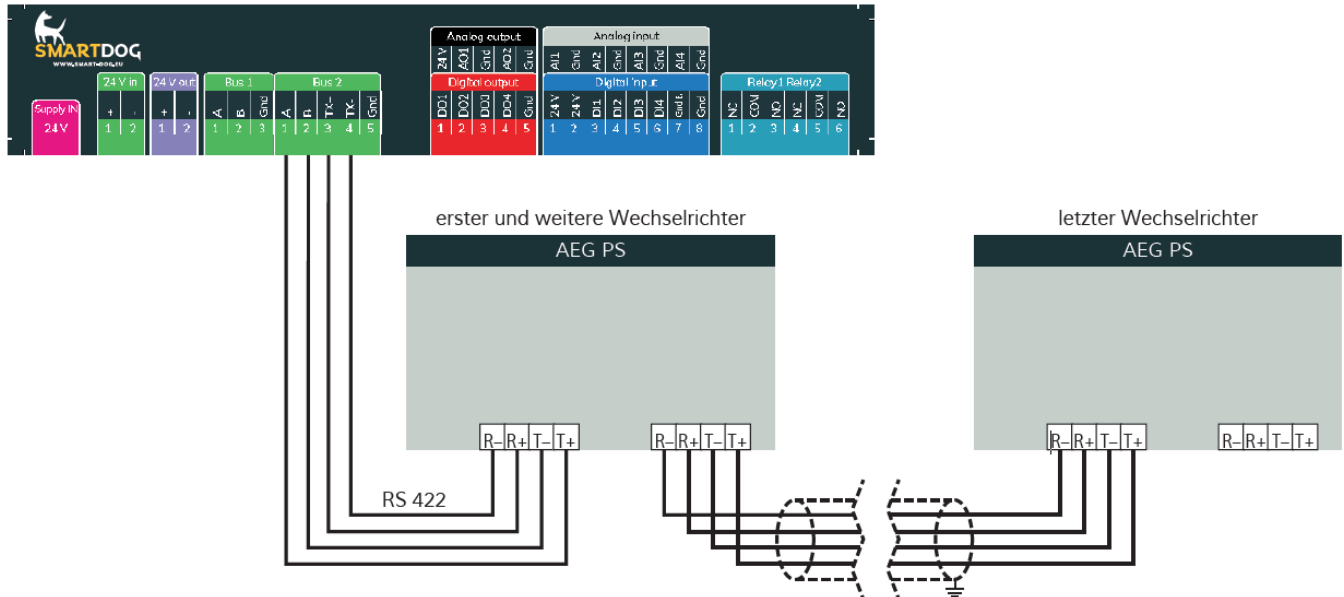 SMARTDOG
WWW.SMART-DOG.EU
Analog output
Analog input
24 V AO1 Gnd AO2 Gnd
AI1 Gnd AI2 Gnd AI3 Gnd AI4 Gnd
24 V in
24 V out
Bus 1
Bus 2
Digital output
Digital input
Relay1 Relay2
Supply IN
24 V
+ -
+ -
A B Gnd
A B TX- Gnd
DO1 DO2 DO3 DO4 Gnd
24 V 24 V DI1 DI2 DI3 DI4 Gnd
NC COM NO NC COM NO
1 2
1 2
1 2 3
1 2 3 4 5
1 2 3 4 5
1 2 3 4 5 6 7 8
1 2 3 4 5 6
erster und weitere Wechselrichter
letzter Wechselrichter
AEG PS
AEG PS
R– R+ T– T+
R– R+ T– T+
R– R+ T– T+
R– R+ T– T+
RS 422